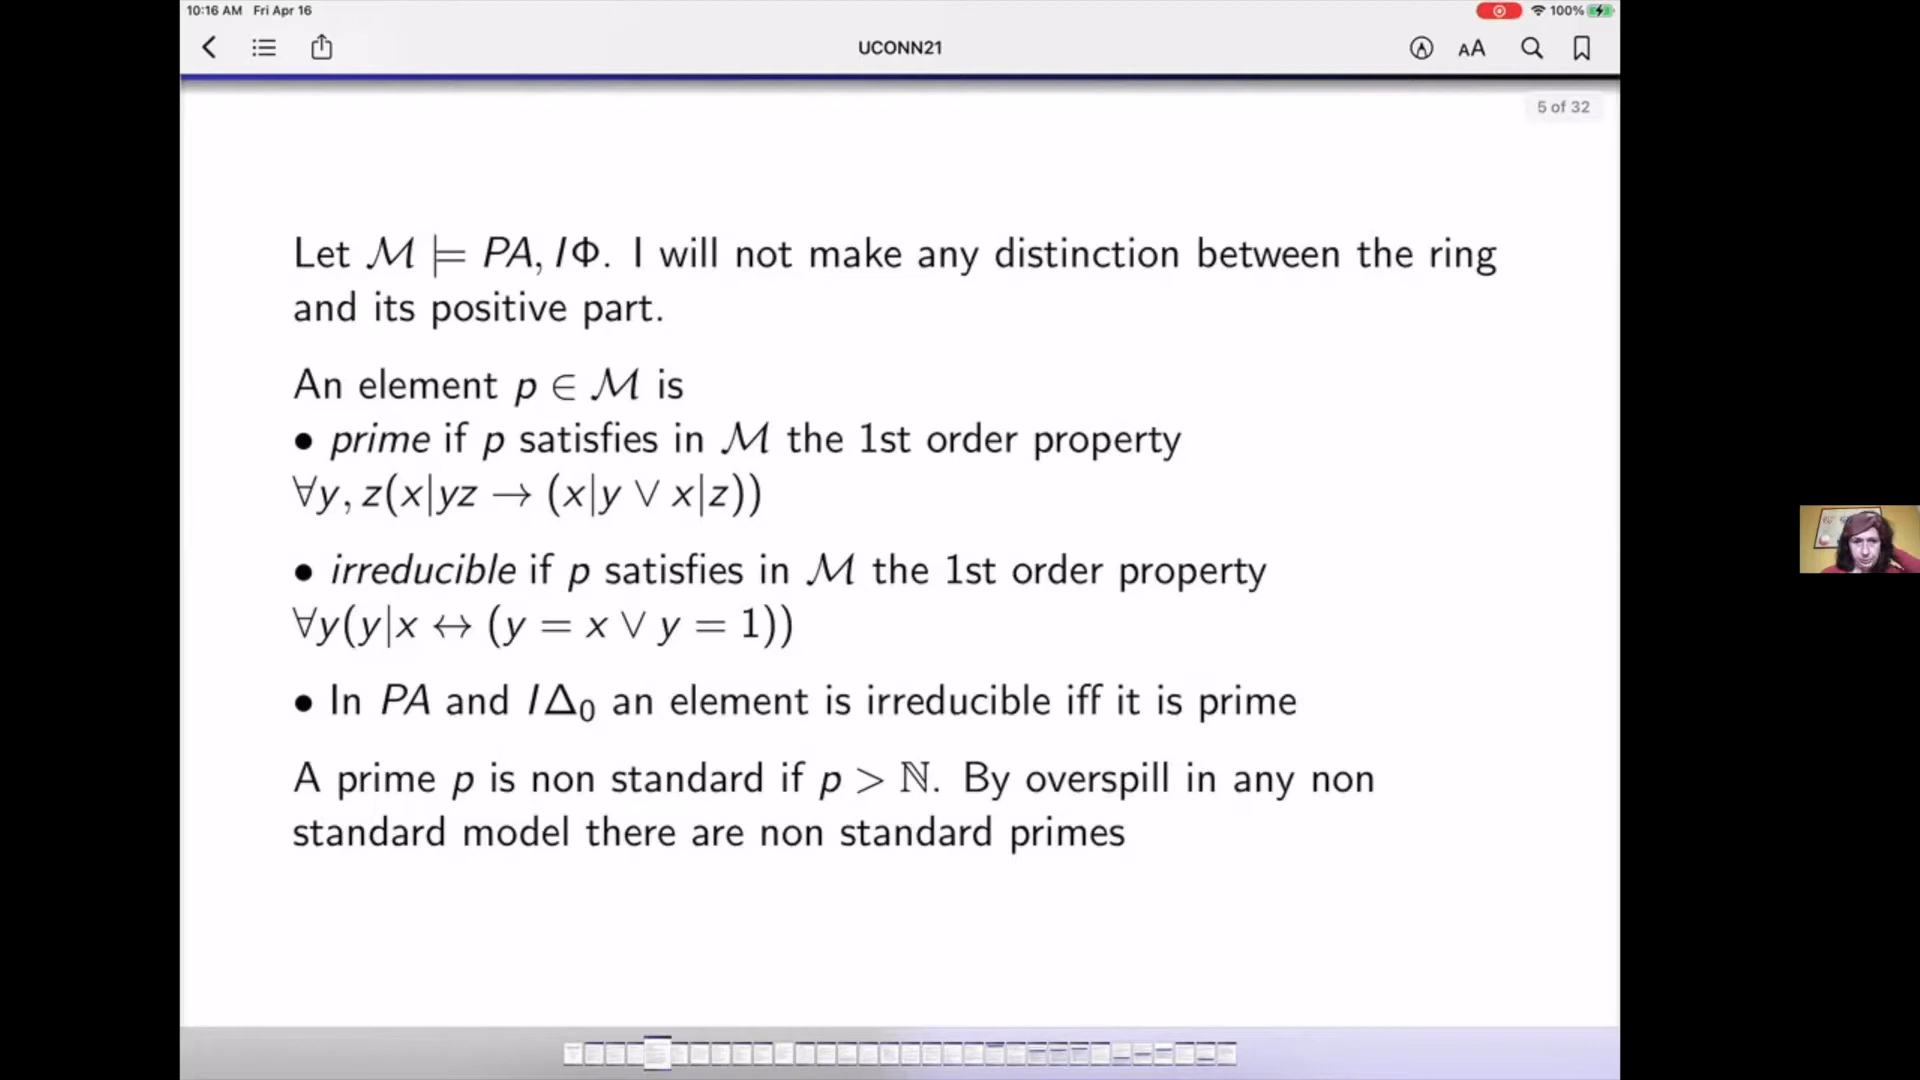 10:16 AM Fri Apr 16
100%
UCONN21
AA
5 of 32
Let ℳ ⊨ PA, IΦ. I will not make any distinction between the ring
and its positive part.
An element p ∈ ℳ is
• prime if p satisfies in ℳ the 1st order property
∀y, z(x|yz → (x|y ∨ x|z))
• irreducible if p satisfies in ℳ the 1st order property
∀y(y|x ↔ (y = x ∨ y = 1))
• In PA and IΔ₀ an element is irreducible iff it is prime
A prime p is non standard if p > ℕ. By overspill in any non
standard model there are non standard primes